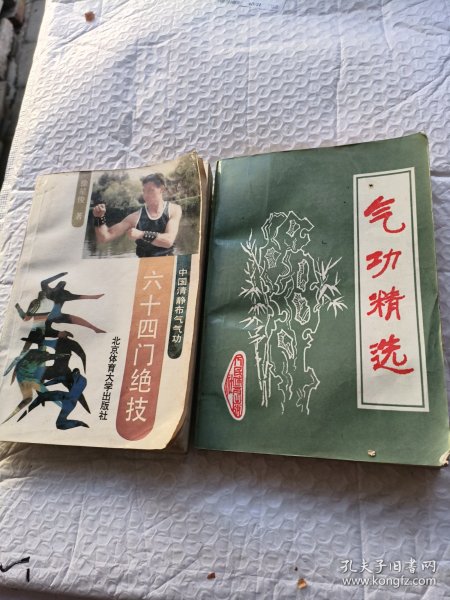 俊 著
中国清静布气气功
六十四门绝技
北京体育大学出版社
气功精选
孔夫子旧书网
www.kongfz.com